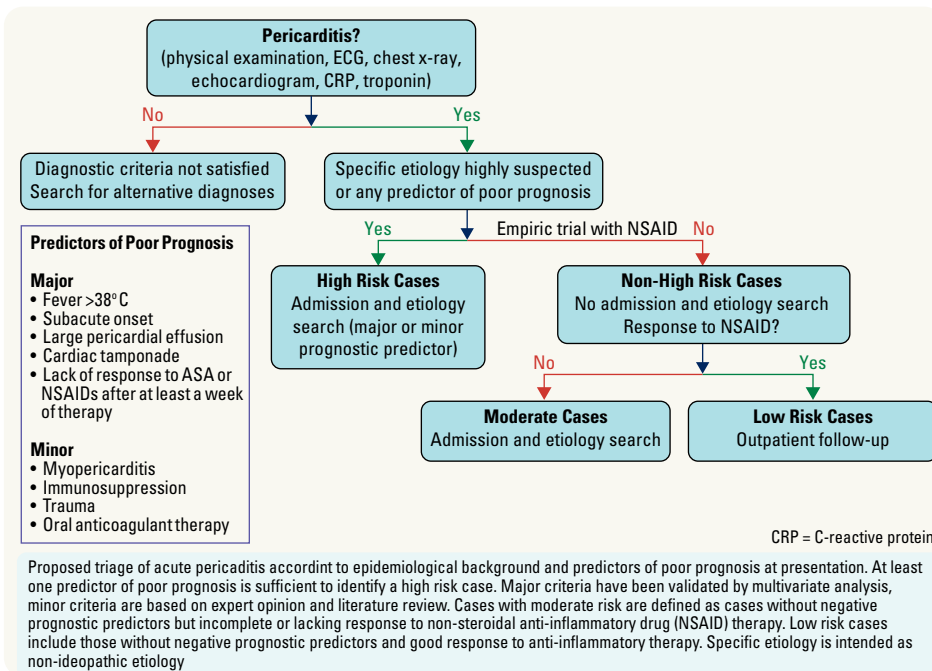 Pericarditis?
(physical examination, ECG, chest x-ray,
echocardiogram, CRP, troponin)
No
Yes
Diagnostic criteria not satisfied
Search for alternative diagnoses
Specific etiology highly suspected
or any predictor of poor prognosis
Yes
Empiric trial with NSAID
No
Predictors of Poor Prognosis
Major
• Fever >38° C
• Subacute onset
• Large pericardial effusion
• Cardiac tamponade
• Lack of response to ASA or
NSAIDs after at least a week
of therapy
Minor
• Myopericarditis
• Immunosuppression
• Trauma
• Oral anticoagulant therapy
High Risk Cases
Admission and etiology
search (major or minor
prognostic predictor)
Non-High Risk Cases
No admission and etiology search
Response to NSAID?
No
Yes
Moderate Cases
Admission and etiology search
Low Risk Cases
Outpatient follow-up
CRP = C-reactive protein
Proposed triage of acute pericaditis accordint to epidemiological background and predictors of poor prognosis at presentation. At least
one predictor of poor prognosis is sufficient to identify a high risk case. Major criteria have been validated by multivariate analysis,
minor criteria are based on expert opinion and literature review. Cases with moderate risk are defined as cases without negative
prognostic predictors but incomplete or lacking response to non-steroidal anti-inflammatory drug (NSAID) therapy. Low risk cases
include those without negative prognostic predictors and good response to anti-inflammatory therapy. Specific etiology is intended as
non-ideopathic etiology